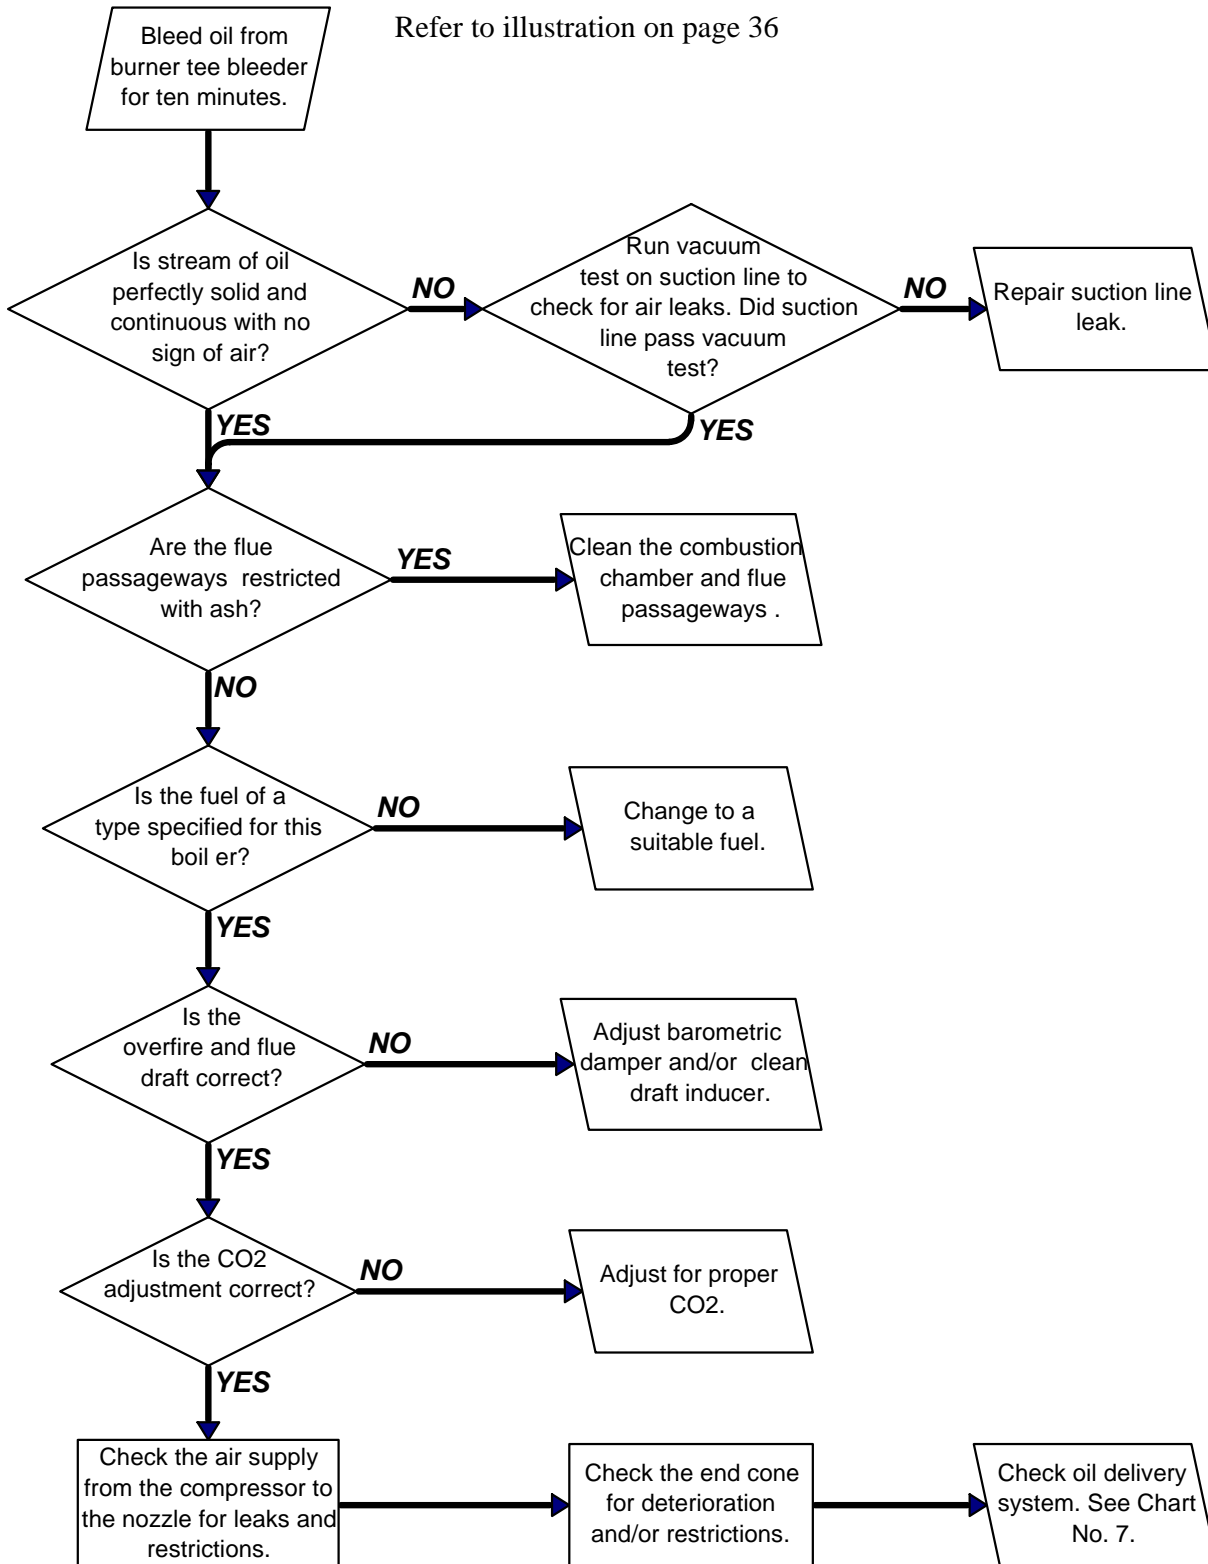 Refer to illustration on page 36
Bleed oil from
burner tee bleeder
for ten minutes.
Is stream of oil
perfectly solid and
continuous with no
sign of air?
NO
Run vacuum
test on suction line to
check for air leaks. Did suction
line pass vacuum
test?
NO
Repair suction line
leak.
YES
YES
Are the flue
passageways restricted
with ash?
YES
Clean the combustion
chamber and flue
passageways .
NO
Is the fuel of a
type specified for this
boil er?
NO
Change to a
suitable fuel.
YES
Is the
overfire and flue
draft correct?
NO
Adjust barometric
damper and/or clean
draft inducer.
YES
Is the CO2
adjustment correct?
NO
Adjust for proper
CO2.
YES
Check the air supply
from the compressor to
the nozzle for leaks and
restrictions.
Check the end cone
for deterioration
and/or restrictions.
Check oil delivery
system. See Chart
No. 7.